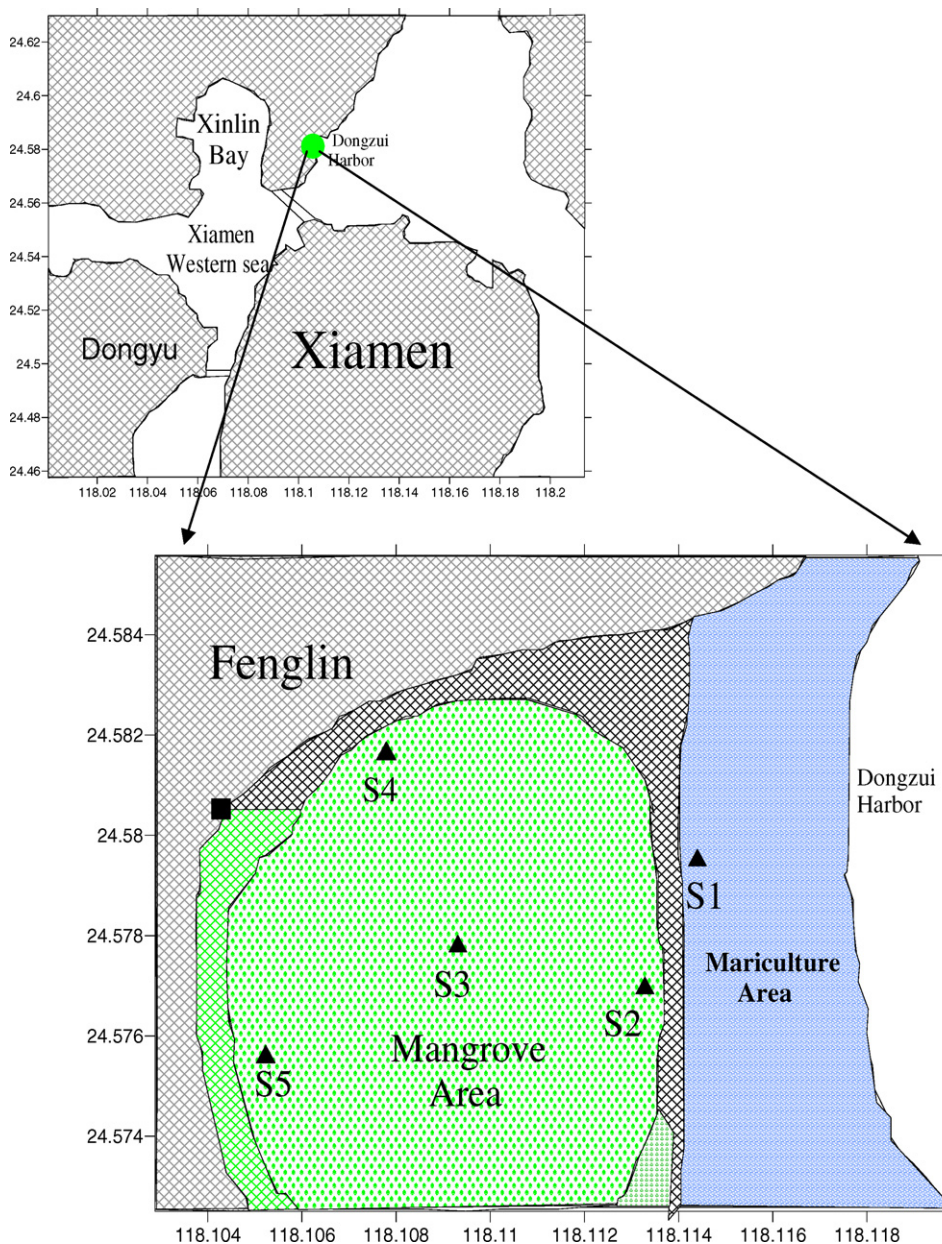 24.62
24.6
24.58
24.56
24.54
24.52
24.5
24.48
24.46
Xinlin
Bay
Dongzui
Harbor
Xiamen
Western sea
Dongyu
Xiamen
118.02 118.04 118.06 118.08 118.1 118.12 118.14 118.16 118.18 118.2
24.584
24.582
24.58
24.578
24.576
24.574
Fenglin
S4
Dongzui
Harbor
S1
S3
Mariculture
Area
S2
Mangrove
Area
S5
118.104 118.106 118.108 118.110 118.112 118.114 118.116 118.118